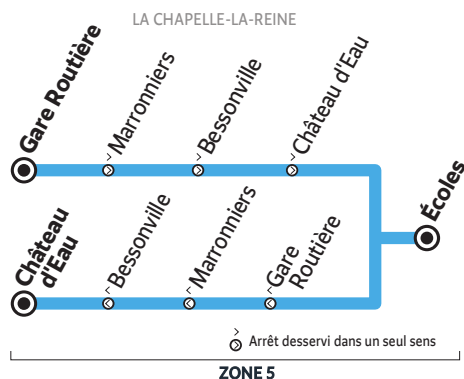 LA CHAPELLE-LA-REINE
Gare Routière
Marronniers
Bessonville
Château d'Eau
Écoles
Château
d'Eau
Bessonville
Marronniers
Gare
Routière
Arrêt desservi dans un seul sens
ZONE 5